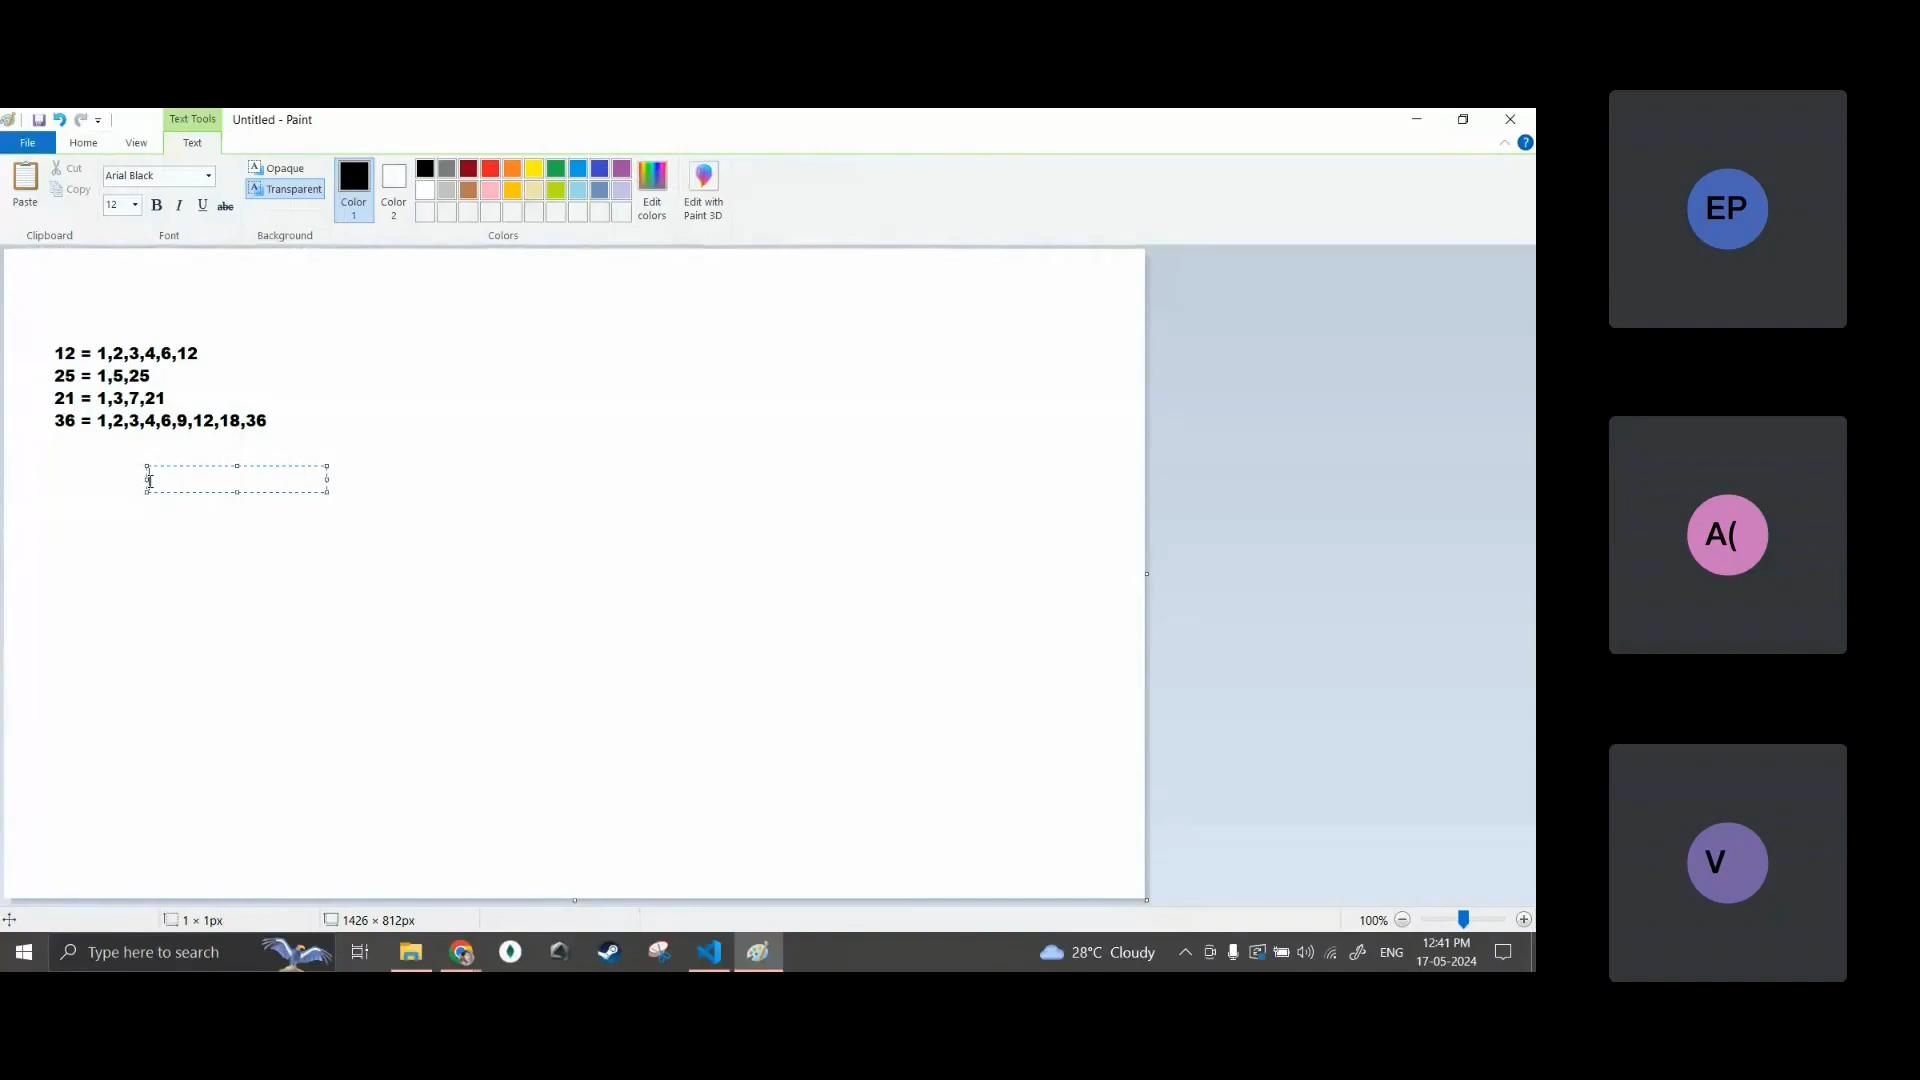 Text Tools
Untitled - Paint
File
Home
View
Text
Paste
Cut
Copy
Clipboard
Arial Black
12
B I U abc
Font
Opaque
Transparent
Background
Color 1
Color 2
Edit colors
Colors
Edit with Paint 3D
12 = 1,2,3,4,6,12
25 = 1,5,25
21 = 1,3,7,21
36 = 1,2,3,4,6,9,12,18,36
1 × 1px
1426 × 812px
100%
Type here to search
28°C Cloudy
ENG
12:41 PM
17-05-2024
EP
A(
V